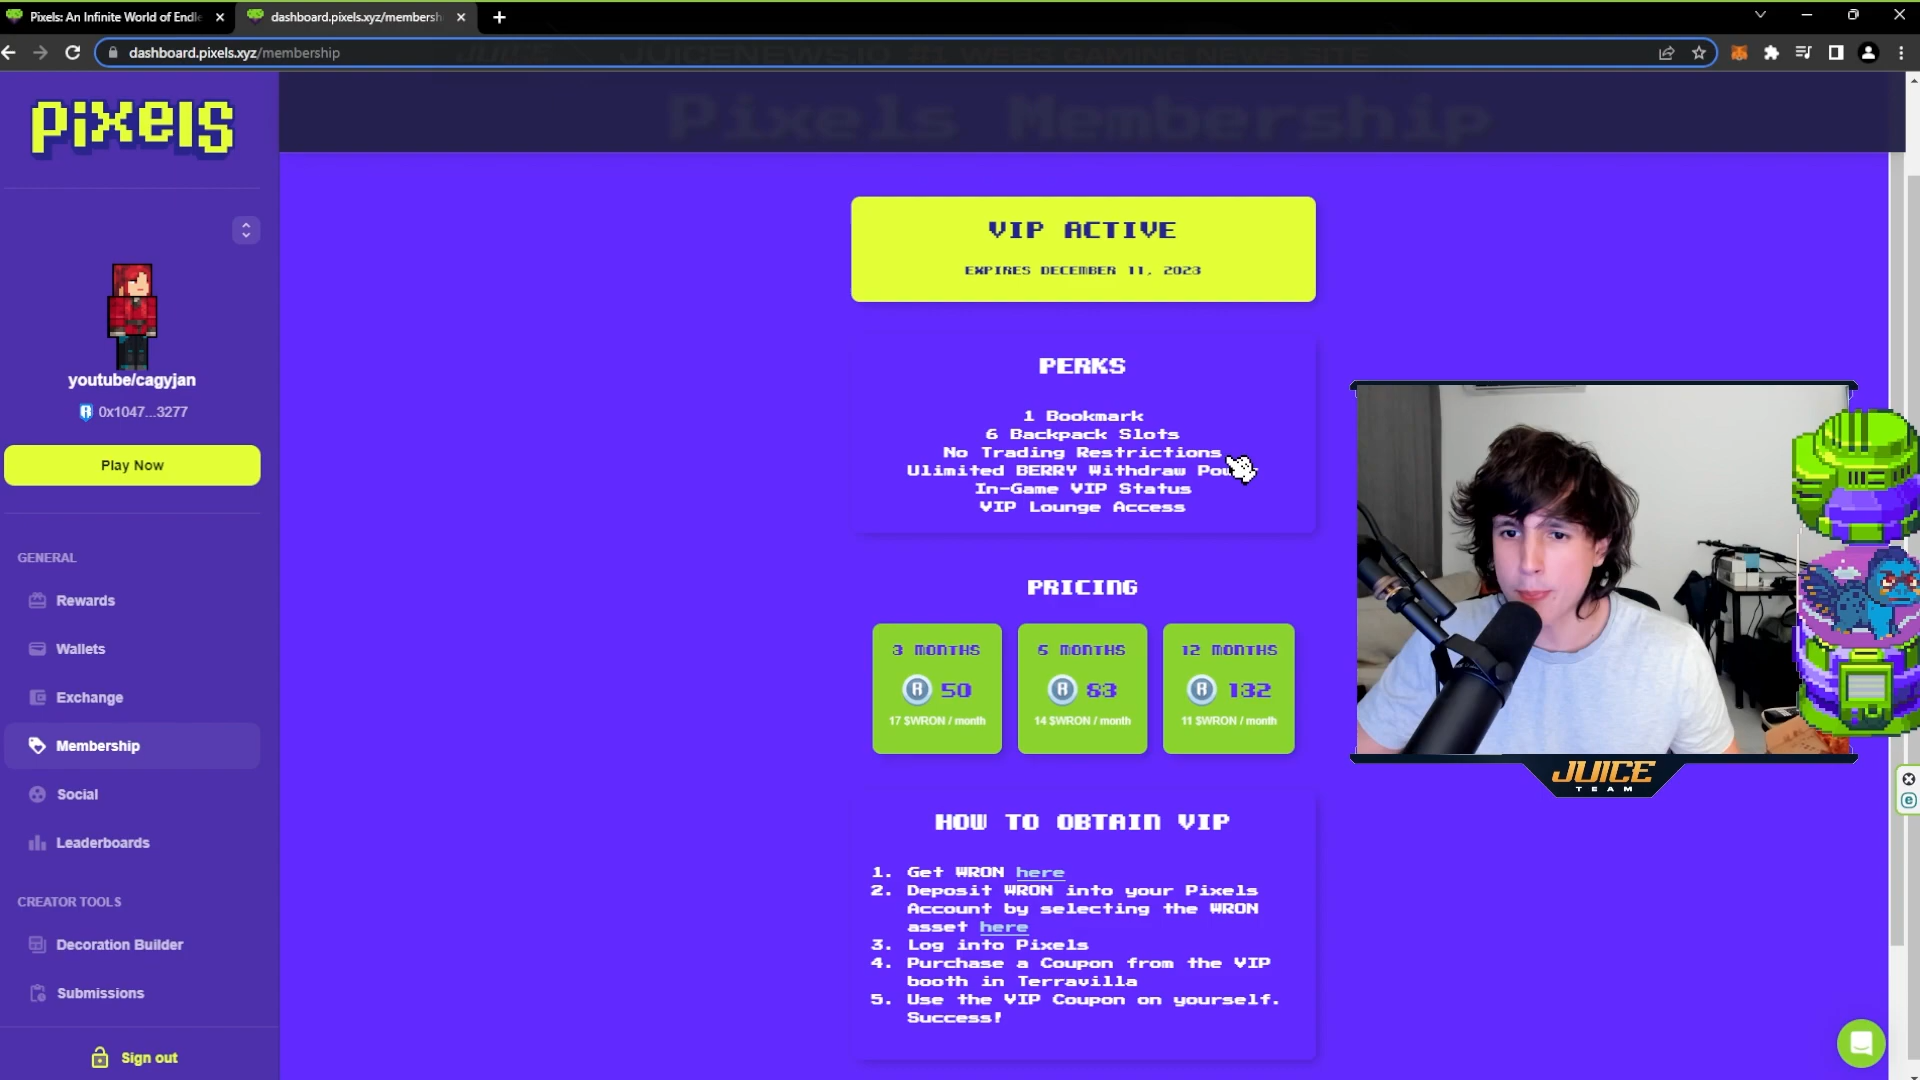 Pixels: An Infinite World of Endle
dashboard.pixels.xyz/membersh
dashboard.pixels.xyz/membership
pixels
youtube/cagyjan
0x1047...3277
Play Now
GENERAL
Rewards
Wallets
Exchange
Membership
Social
Leaderboards
CREATOR TOOLS
Decoration Builder
Submissions
Sign out
Pixels Membership
VIP ACTIVE
EXPIRES DECEMBER 11, 2023
PERKS
1 Bookmark
6 Backpack Slots
No Trading Restrictions
Ulimited BERRY Withdraw
In-Game VIP Status
VIP Lounge Access
PRICING
3 MONTHS
50
17 $WRON / month
6 MONTHS
83
14 $WRON / month
12 MONTHS
132
11 $WRON / month
HOW TO OBTAIN VIP
1. Get WRON here
2. Deposit WRON into your Pixels
Account by selecting the WRON
asset here
3. Log into Pixels
4. Purchase a Coupon from the VIP
booth in Terravilla
5. Use the VIP Coupon on yourself.
Success!
JUICE
TEAM